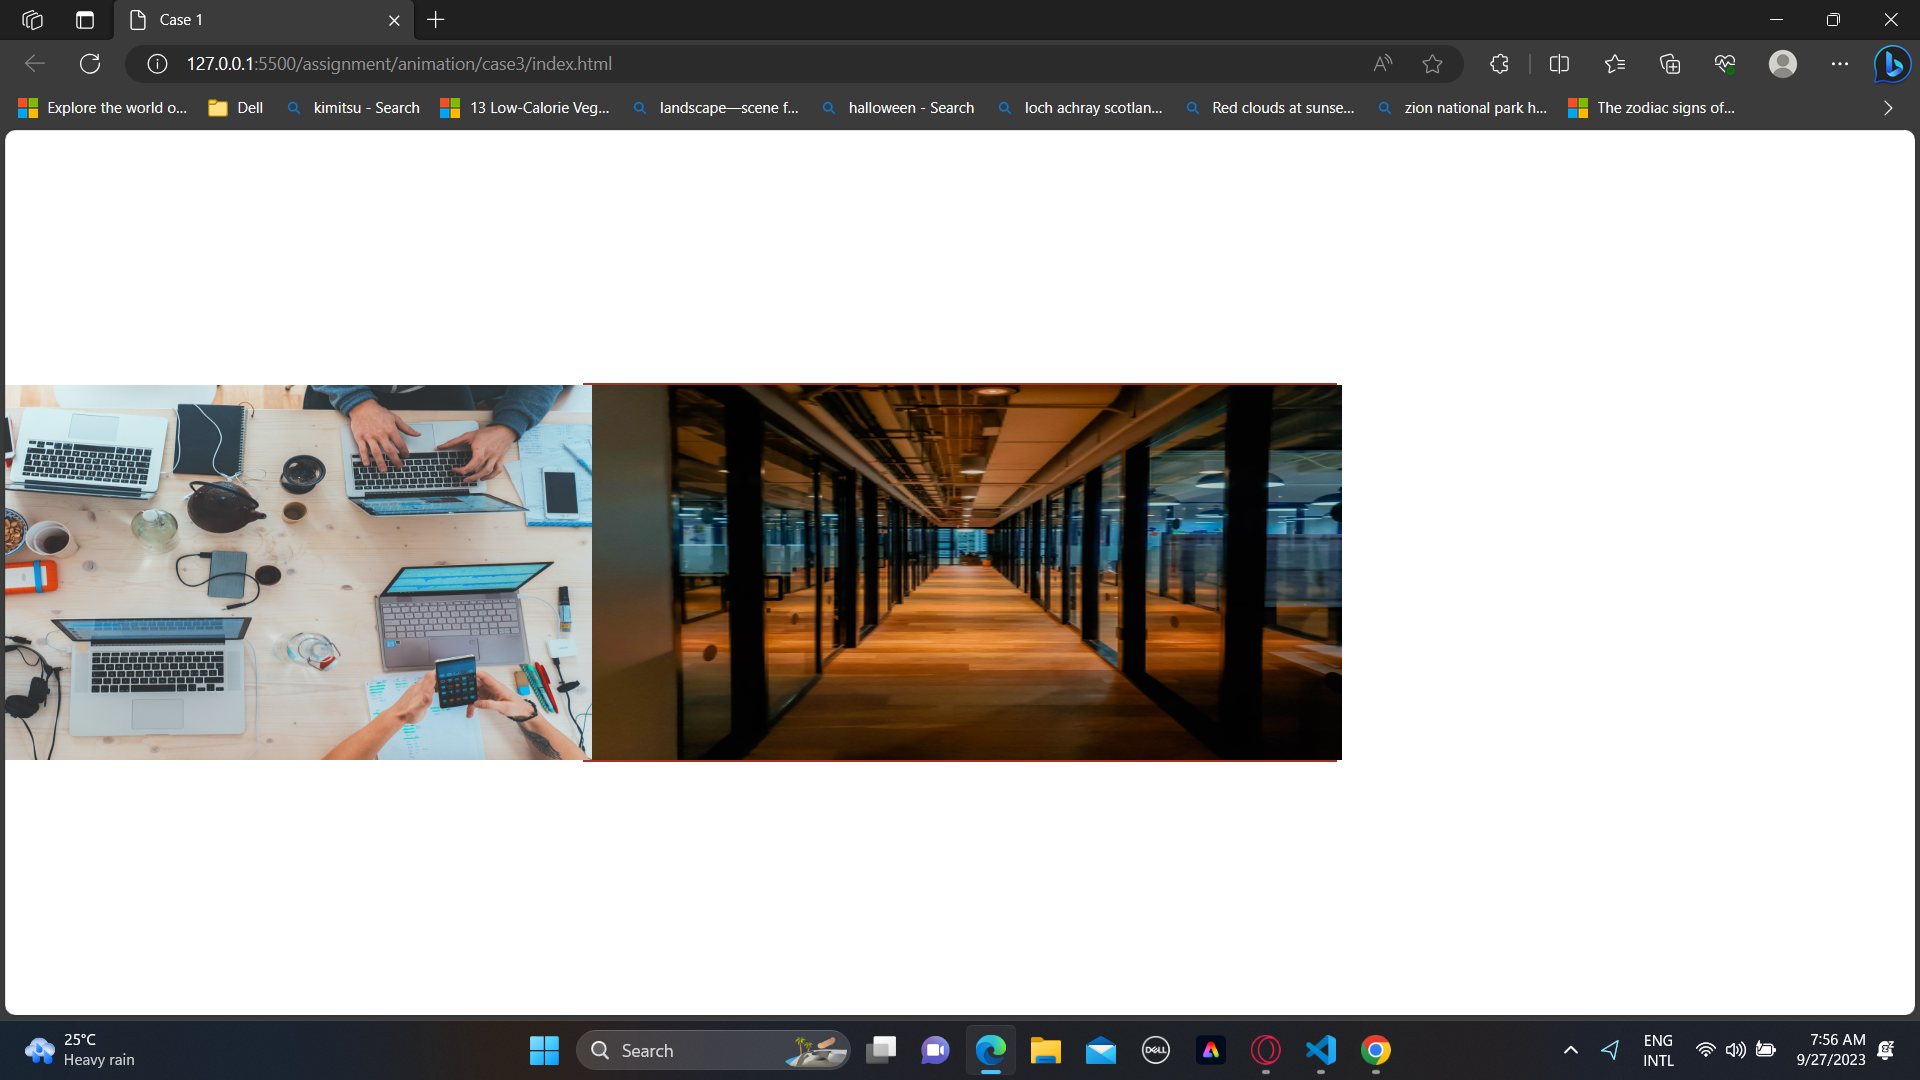 Case 1
127.0.0.1:5500/assignment/animation/case3/index.html
Explore the world o... Dell kimitsu - Search 13 Low-Calorie Veg... landscape—scene f... halloween - Search loch achray scotlan... Red clouds at sunse... zion national park h... The zodiac signs of...
25°C
Heavy rain
Search
DELL
ENG
INTL
7:56 AM
9/27/2023